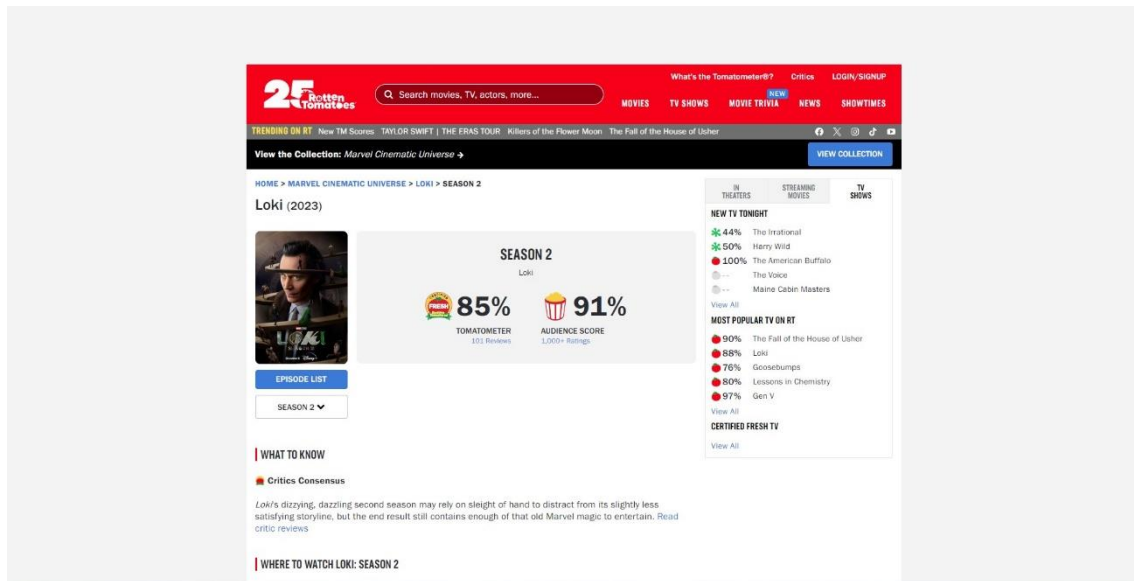 What's the Tomatometer®? Critics LOGIN/SIGNUP
25 Rotten Tomatoes
Search movies, TV, actors, more...
NEW
MOVIES TV SHOWS MOVIE TRIVIA NEWS SHOWTIMES
TRENDING ON RT New TM Scores TAYLOR SWIFT | THE ERAS TOUR Killers of the Flower Moon The Fall of the House of Usher
View the Collection: Marvel Cinematic Universe → VIEW COLLECTION
HOME > MARVEL CINEMATIC UNIVERSE > LOKI > SEASON 2
Loki (2023)
LOKI
EPISODE LIST
SEASON 2
SEASON 2
Loki
FRESH
85% 91%
TOMATOMETER AUDIENCE SCORE
101 Reviews 1,000+ Ratings
WHAT TO KNOW
Critics Consensus
Loki's dizzying, dazzling second season may rely on sleight of hand to distract from its slightly less
satisfying storyline, but the end result still contains enough of that old Marvel magic to entertain. Read
critic reviews
WHERE TO WATCH LOKI: SEASON 2
IN THEATERS STREAMING MOVIES TV SHOWS
NEW TV TONIGHT
44% The Irrational
50% Harry Wild
100% The American Buffalo
-- The Voice
-- Maine Cabin Masters
View All
MOST POPULAR TV ON RT
90% The Fall of the House of Usher
88% Loki
76% Goosebumps
80% Lessons in Chemistry
97% Gen V
View All
CERTIFIED FRESH TV
View All